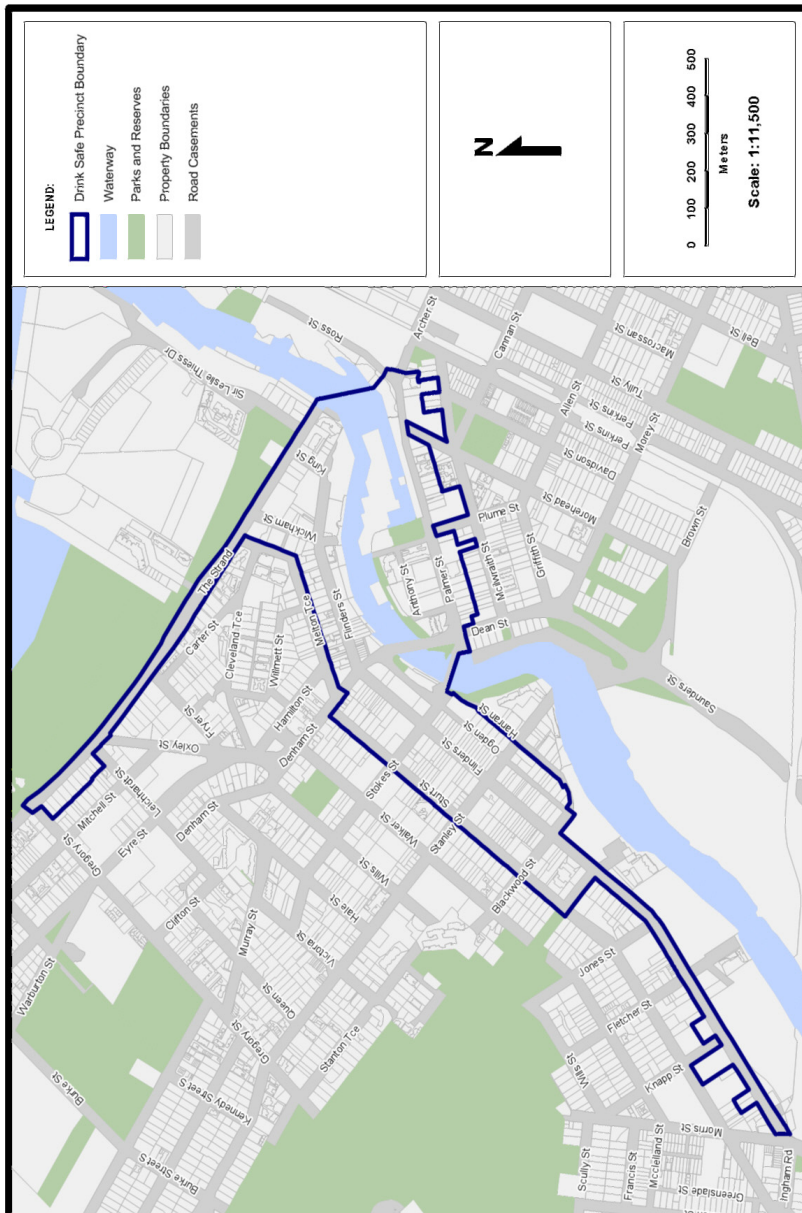 LEGEND:
Drink Safe Precinct Boundary
Waterway
Parks and Reserves
Property Boundaries
Road Casements
N
0 100 200 300 400 500
Meters
Scale: 1:11,500
Warburton St
Burke St
Burke Street S
Kennedy Street S
Gregory St
Gregory St
Clifton St
Murray St
Queen St
Victoria St
Stanton Tce
Hale St
Wills St
Walker St
Denham St
Denham St
Eyre St
Mitchell St
Leichhardt St
Oxley St
Fryer St
Carter St
Cleveland Tce
Willmett St
Hamilton St
Melton Tce
The Strand
Wickham St
King St
Flinders St
Sir Leslie Thiess Dr
Ross St
Archer St
Cannan St
Macrossan St
Bell St
Tully St
Perkins St
Perkins St
Allen St
Morey St
Davidson St
Morehead St
Plume St
Griffith St
McIlwraith St
Palmer St
Anthony St
Dean St
Brown St
Saunders St
Hanran St
Ogden St
Flinders St
Sturt St
Stokes St
Stanley St
Blackwood St
Jones St
Fletcher St
Wills St
Knapp St
Morris St
Scully St
Francis St
Mcclelland St
Greenslade St
Ingham Rd